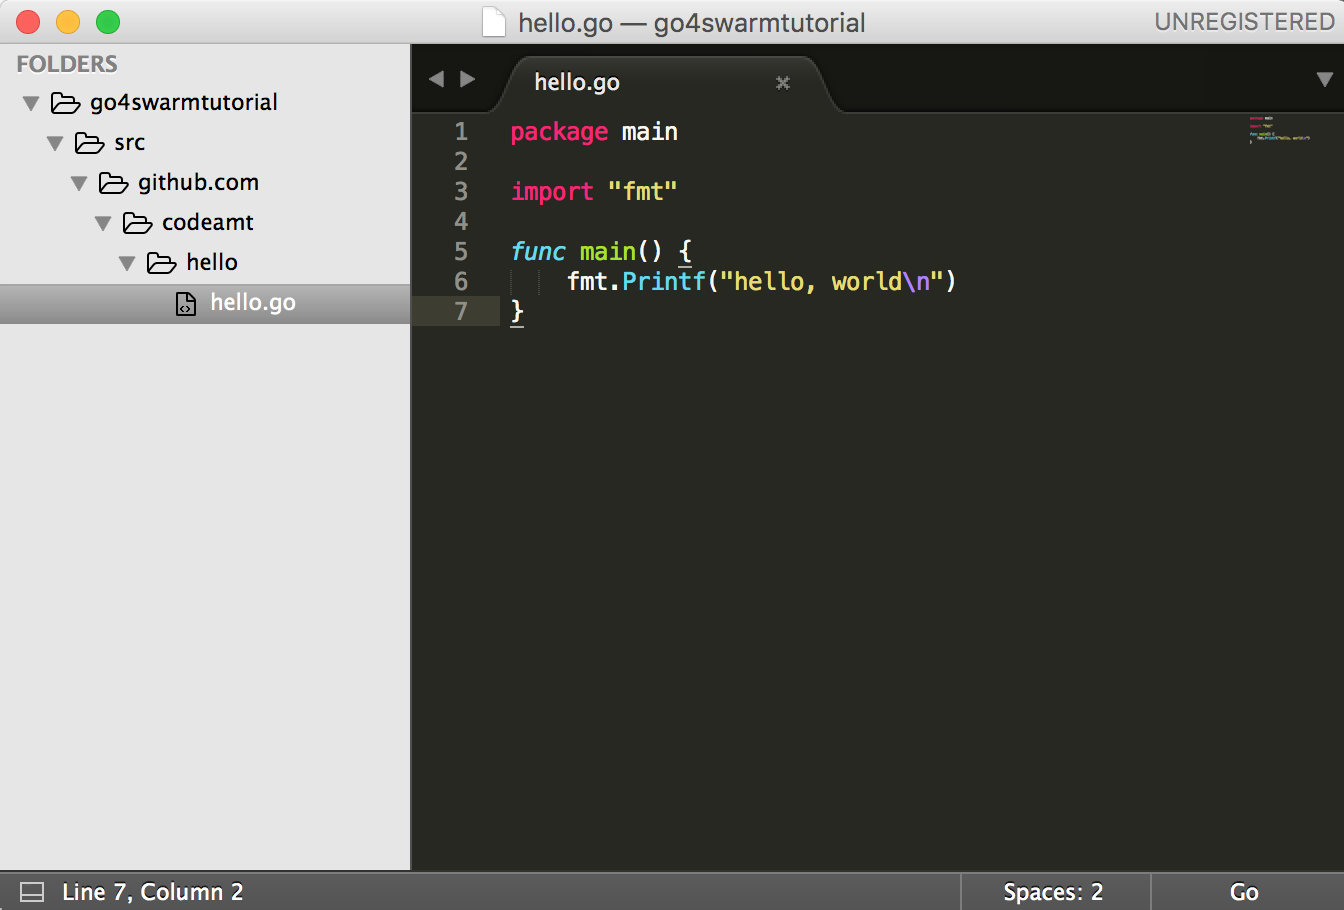 hello.go — go4swarmtutorial
UNREGISTERED
FOLDERS
go4swarmtutorial
src
github.com
codeamt
hello
hello.go
hello.go
1 package main
2
3 import "fmt"
4
5 func main() {
6     fmt.Printf("hello, world\n")
7 }
Line 7, Column 2
Spaces: 2
Go